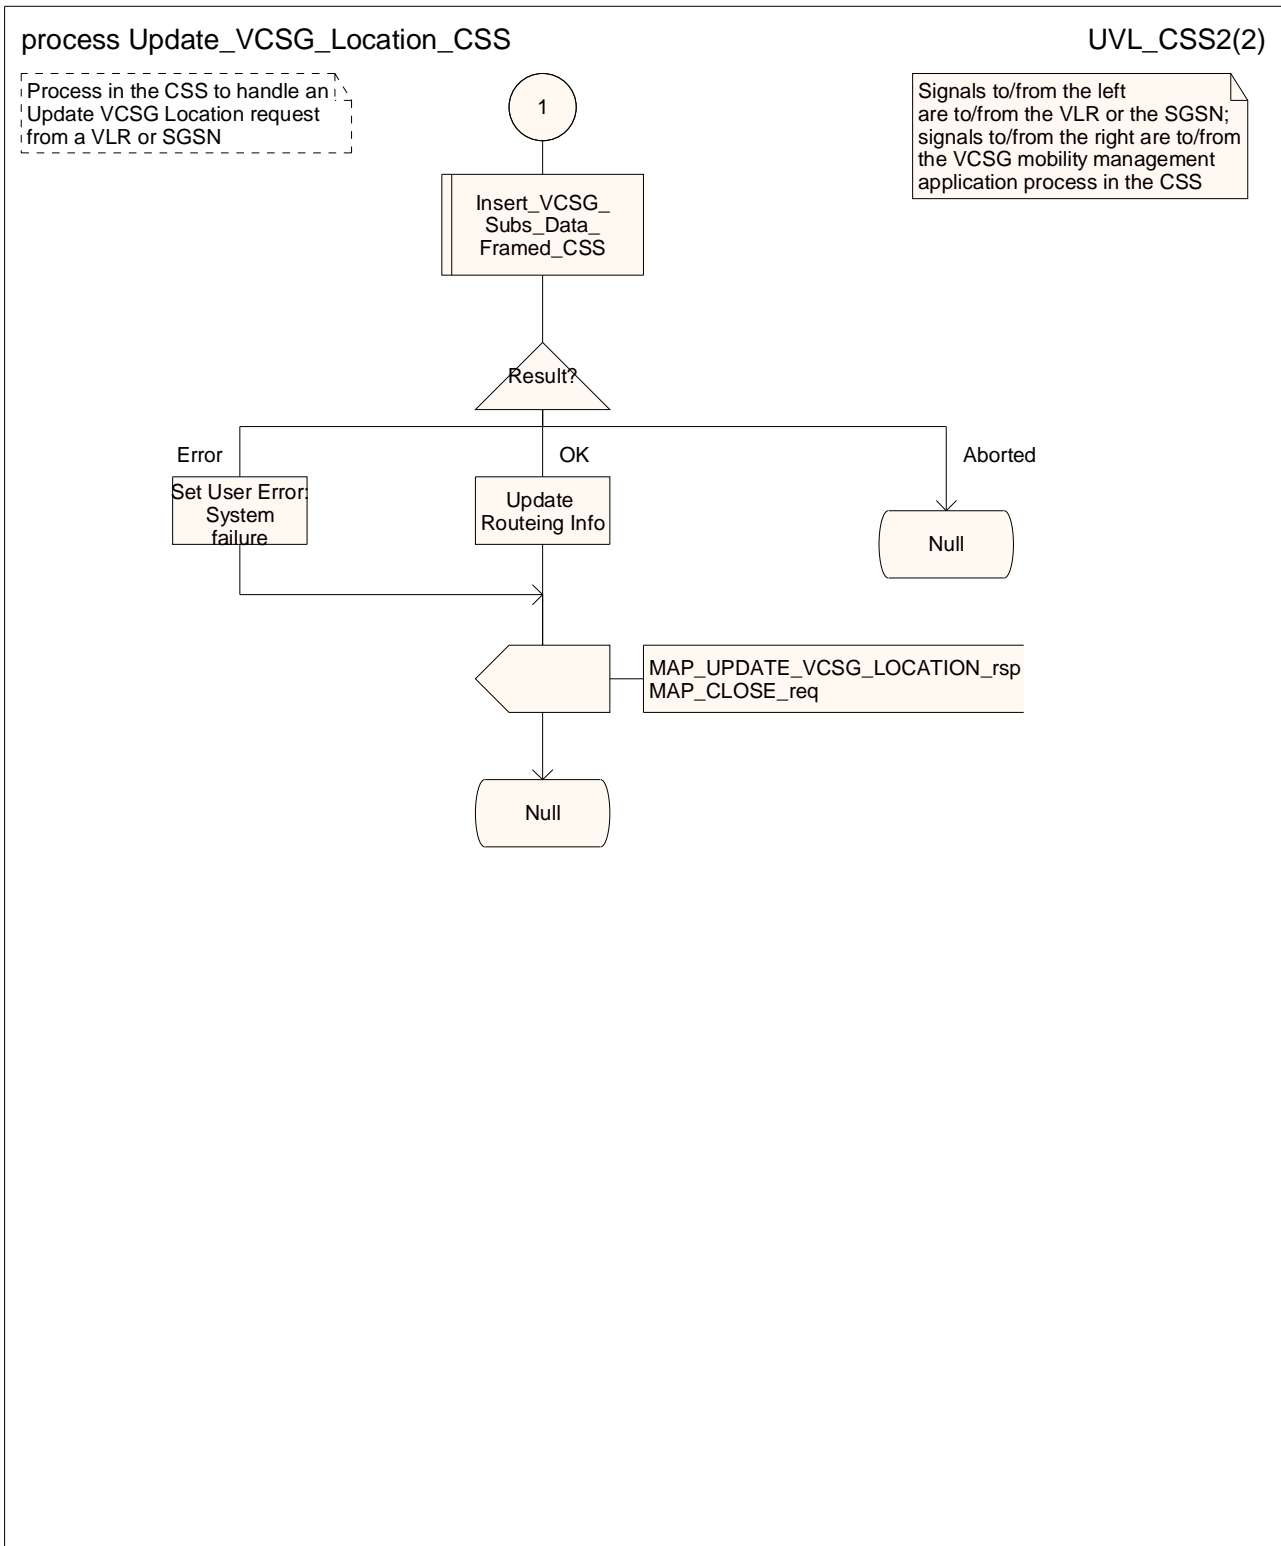 process Update_VCSG_Location_CSS
UVL_CSS2(2)
Process in the CSS to handle an
Update VCSG Location request
from a VLR or SGSN
1
Signals to/from the left
are to/from the VLR or the SGSN;
signals to/from the right are to/from
the VCSG mobility management
application process in the CSS
Insert_VCSG_
Subs_Data_
Framed_CSS
Result?
Error
OK
Aborted
Set User Error:
System
failure
Update
Routeing Info
Null
MAP_UPDATE_VCSG_LOCATION_rsp
MAP_CLOSE_req
Null